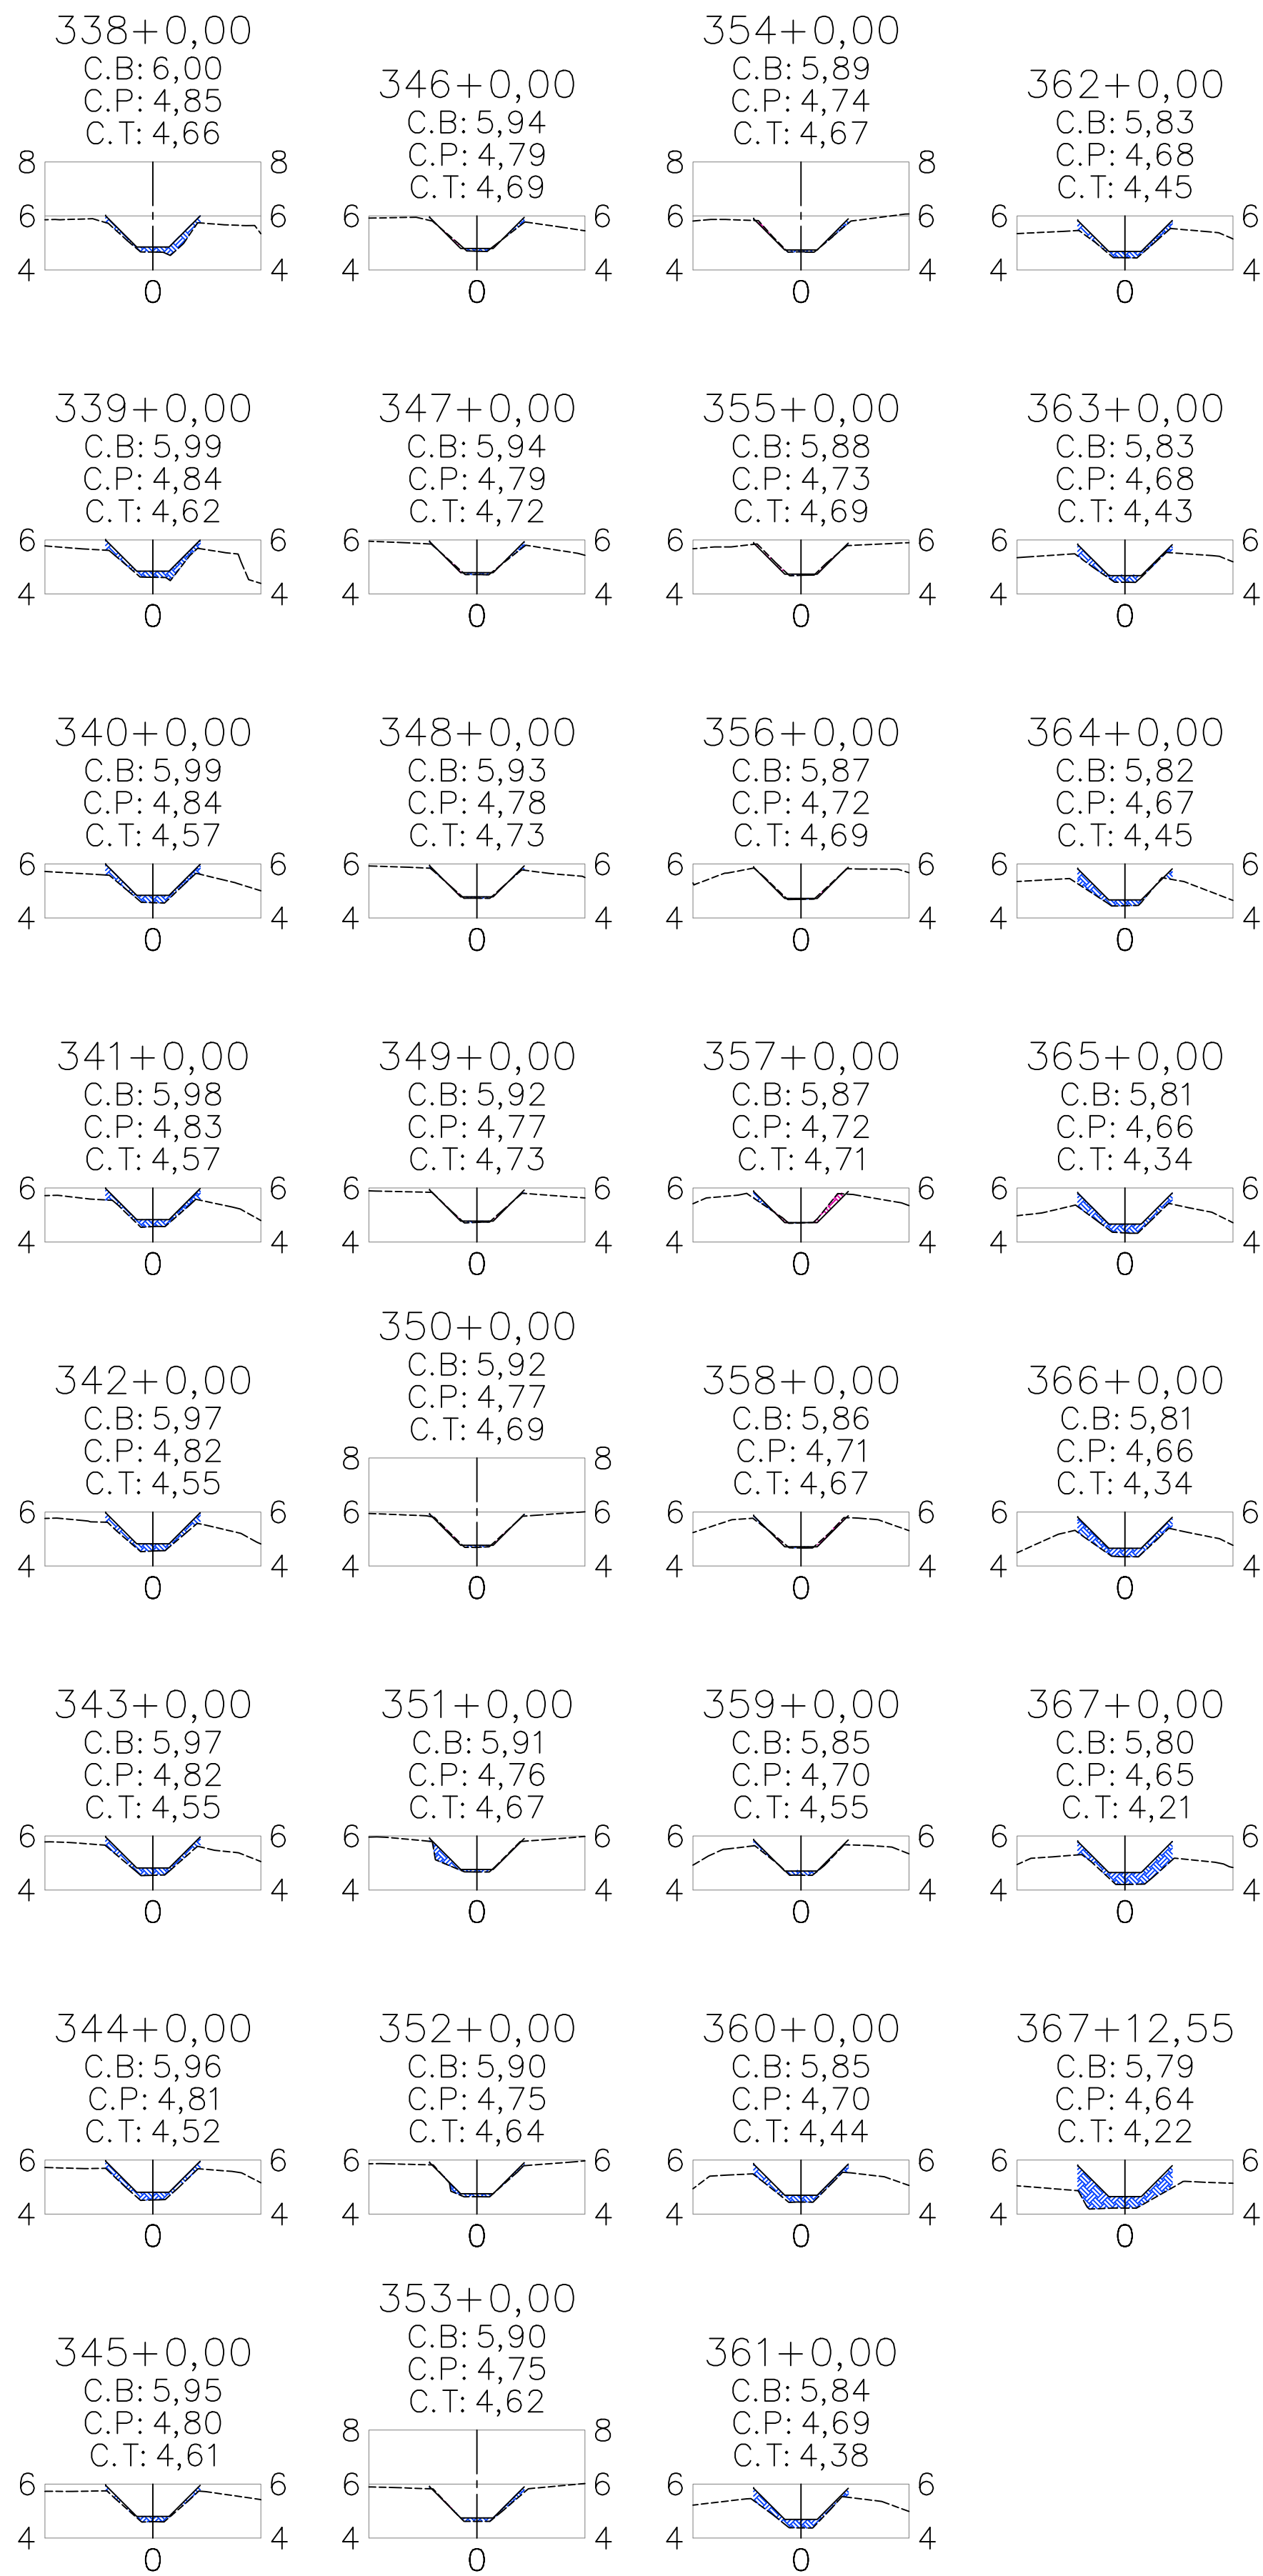 338+0,00
C.B: 6,00
C.P: 4,85
C.T: 4,66
8 8
6 6
4 4
0
339+0,00
C.B: 5,99
C.P: 4,84
C.T: 4,62
6 6
4 4
0
340+0,00
C.B: 5,99
C.P: 4,84
C.T: 4,57
6 6
4 4
0
341+0,00
C.B: 5,98
C.P: 4,83
C.T: 4,57
6 6
4 4
0
342+0,00
C.B: 5,97
C.P: 4,82
C.T: 4,55
6 6
4 4
0
343+0,00
C.B: 5,97
C.P: 4,82
C.T: 4,55
6 6
4 4
0
344+0,00
C.B: 5,96
C.P: 4,81
C.T: 4,52
6 6
4 4
0
345+0,00
C.B: 5,95
C.P: 4,80
C.T: 4,61
6 6
4 4
0
346+0,00
C.B: 5,94
C.P: 4,79
C.T: 4,69
6 6
4 4
0
347+0,00
C.B: 5,94
C.P: 4,79
C.T: 4,72
6 6
4 4
0
348+0,00
C.B: 5,93
C.P: 4,78
C.T: 4,73
6 6
4 4
0
349+0,00
C.B: 5,92
C.P: 4,77
C.T: 4,73
6 6
4 4
0
350+0,00
C.B: 5,92
C.P: 4,77
C.T: 4,69
8 8
6 6
4 4
0
351+0,00
C.B: 5,91
C.P: 4,76
C.T: 4,67
6 6
4 4
0
352+0,00
C.B: 5,90
C.P: 4,75
C.T: 4,64
6 6
4 4
0
353+0,00
C.B: 5,90
C.P: 4,75
C.T: 4,62
8 8
6 6
4 4
0
354+0,00
C.B: 5,89
C.P: 4,74
C.T: 4,67
8 8
6 6
4 4
0
355+0,00
C.B: 5,88
C.P: 4,73
C.T: 4,69
6 6
4 4
0
356+0,00
C.B: 5,87
C.P: 4,72
C.T: 4,69
6 6
4 4
0
357+0,00
C.B: 5,87
C.P: 4,72
C.T: 4,71
6 6
4 4
0
358+0,00
C.B: 5,86
C.P: 4,71
C.T: 4,67
6 6
4 4
0
359+0,00
C.B: 5,85
C.P: 4,70
C.T: 4,55
6 6
4 4
0
360+0,00
C.B: 5,85
C.P: 4,70
C.T: 4,44
6 6
4 4
0
361+0,00
C.B: 5,84
C.P: 4,69
C.T: 4,38
6 6
4 4
0
362+0,00
C.B: 5,83
C.P: 4,68
C.T: 4,45
6 6
4 4
0
363+0,00
C.B: 5,83
C.P: 4,68
C.T: 4,43
6 6
4 4
0
364+0,00
C.B: 5,82
C.P: 4,67
C.T: 4,45
6 6
4 4
0
365+0,00
C.B: 5,81
C.P: 4,66
C.T: 4,34
6 6
4 4
0
366+0,00
C.B: 5,81
C.P: 4,66
C.T: 4,34
6 6
4 4
0
367+0,00
C.B: 5,80
C.P: 4,65
C.T: 4,21
6 6
4 4
0
367+12,55
C.B: 5,79
C.P: 4,64
C.T: 4,22
6 6
4 4
0